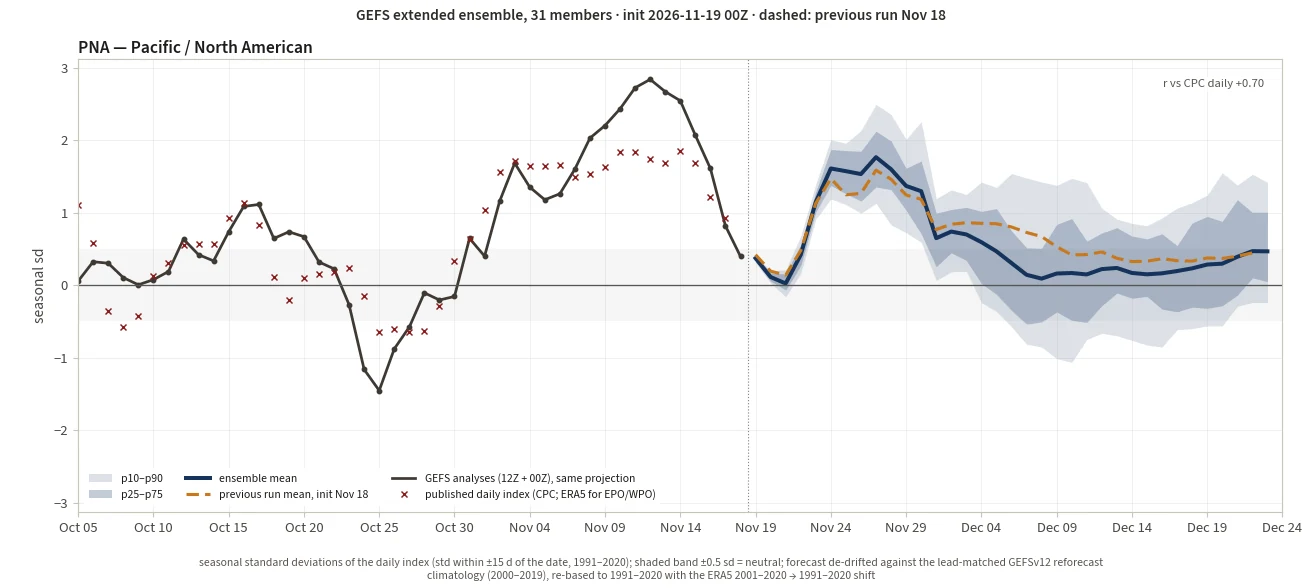 GEFS extended ensemble, 31 members · init 2026-11-19 00Z · dashed: previous run Nov 18
PNA — Pacific / North American
r vs CPC daily +0.70
seasonal sd
3
2
1
0
−1
−2
−3
p10–p90
p25–p75
ensemble mean
previous run mean, init Nov 18
GEFS analyses (12Z + 00Z), same projection
published daily index (CPC; ERA5 for EPO/WPO)
Oct 05
Oct 10
Oct 15
Oct 20
Oct 25
Oct 30
Nov 04
Nov 09
Nov 14
Nov 19
Nov 24
Nov 29
Dec 04
Dec 09
Dec 14
Dec 19
Dec 24
seasonal standard deviations of the daily index (std within ±15 d of the date, 1991–2020); shaded band ±0.5 sd = neutral; forecast de-drifted against the lead-matched GEFSv12 reforecast
climatology (2000–2019), re-based to 1991–2020 with the ERA5 2001–2020 → 1991–2020 shift